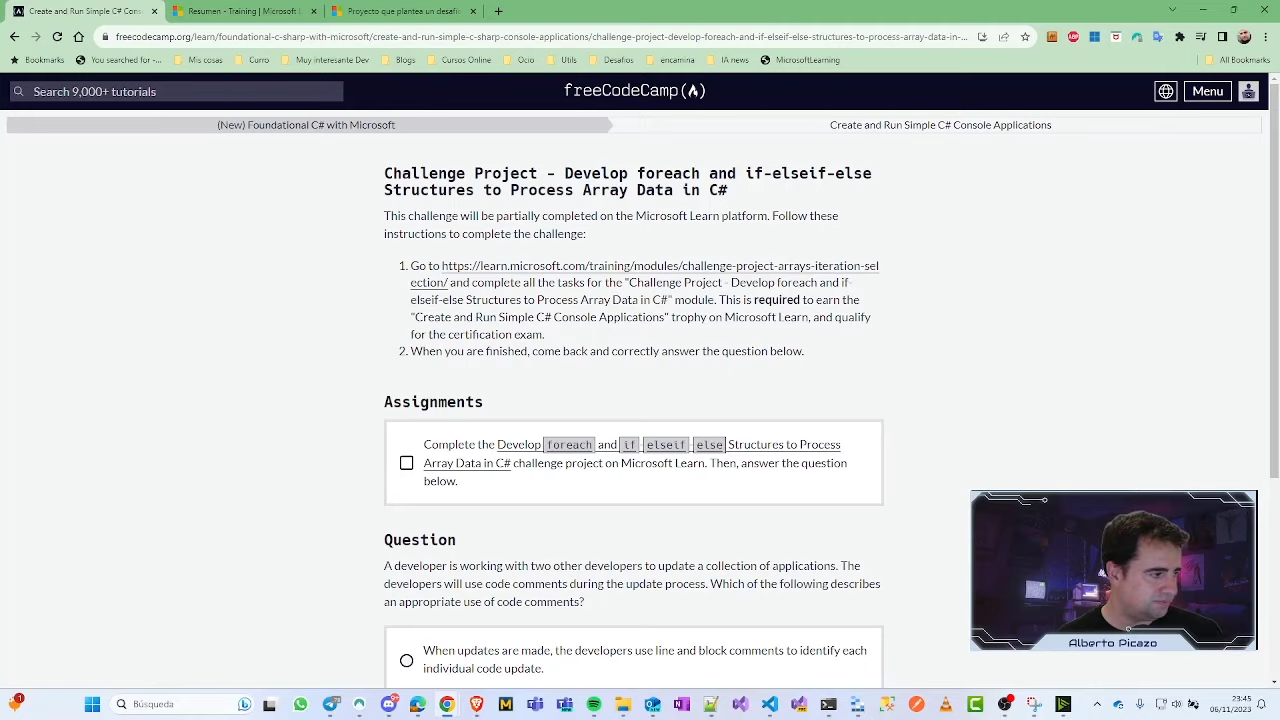 Create and Run Simple C# Cons
Resumen - Training | Microsoft L
Proyecto que plantea un desafí
freecodecamp.org/learn/foundational-c-sharp-with-microsoft/create-and-run-simple-c-sharp-console-applications/challenge-project-develop-foreach-and-if-elseif-else-structures-to-process-array-data-in-...
Bookmarks
You searched for -...
Mis cosas
Curro
Muy interesante Dev
Blogs
Cursos Online
Ocio
Utils
Desafios
encamina
IA news
MicrosoftLearning
All Bookmarks
Search 9,000+ tutorials
freeCodeCamp
Menu
(New) Foundational C# with Microsoft
Create and Run Simple C# Console Applications
Challenge Project - Develop foreach and if-elseif-else
Structures to Process Array Data in C#
This challenge will be partially completed on the Microsoft Learn platform. Follow these
instructions to complete the challenge:
1. Go to https://learn.microsoft.com/training/modules/challenge-project-arrays-iteration-sel
ection/ and complete all the tasks for the "Challenge Project - Develop foreach and if-
elseif-else Structures to Process Array Data in C#" module. This is required to earn the
"Create and Run Simple C# Console Applications" trophy on Microsoft Learn, and qualify
for the certification exam.
2. When you are finished, come back and correctly answer the question below.
Assignments
Complete the Develop foreach and if-elseif-else Structures to Process
Array Data in C# challenge project on Microsoft Learn. Then, answer the question
below.
Question
A developer is working with two other developers to update a collection of applications. The
developers will use code comments during the update process. Which of the following describes
an appropriate use of code comments?
When updates are made, the developers use line and block comments to identify each
individual code update.
Alberto Picazo
Búsqueda
23:45
06/11/2023